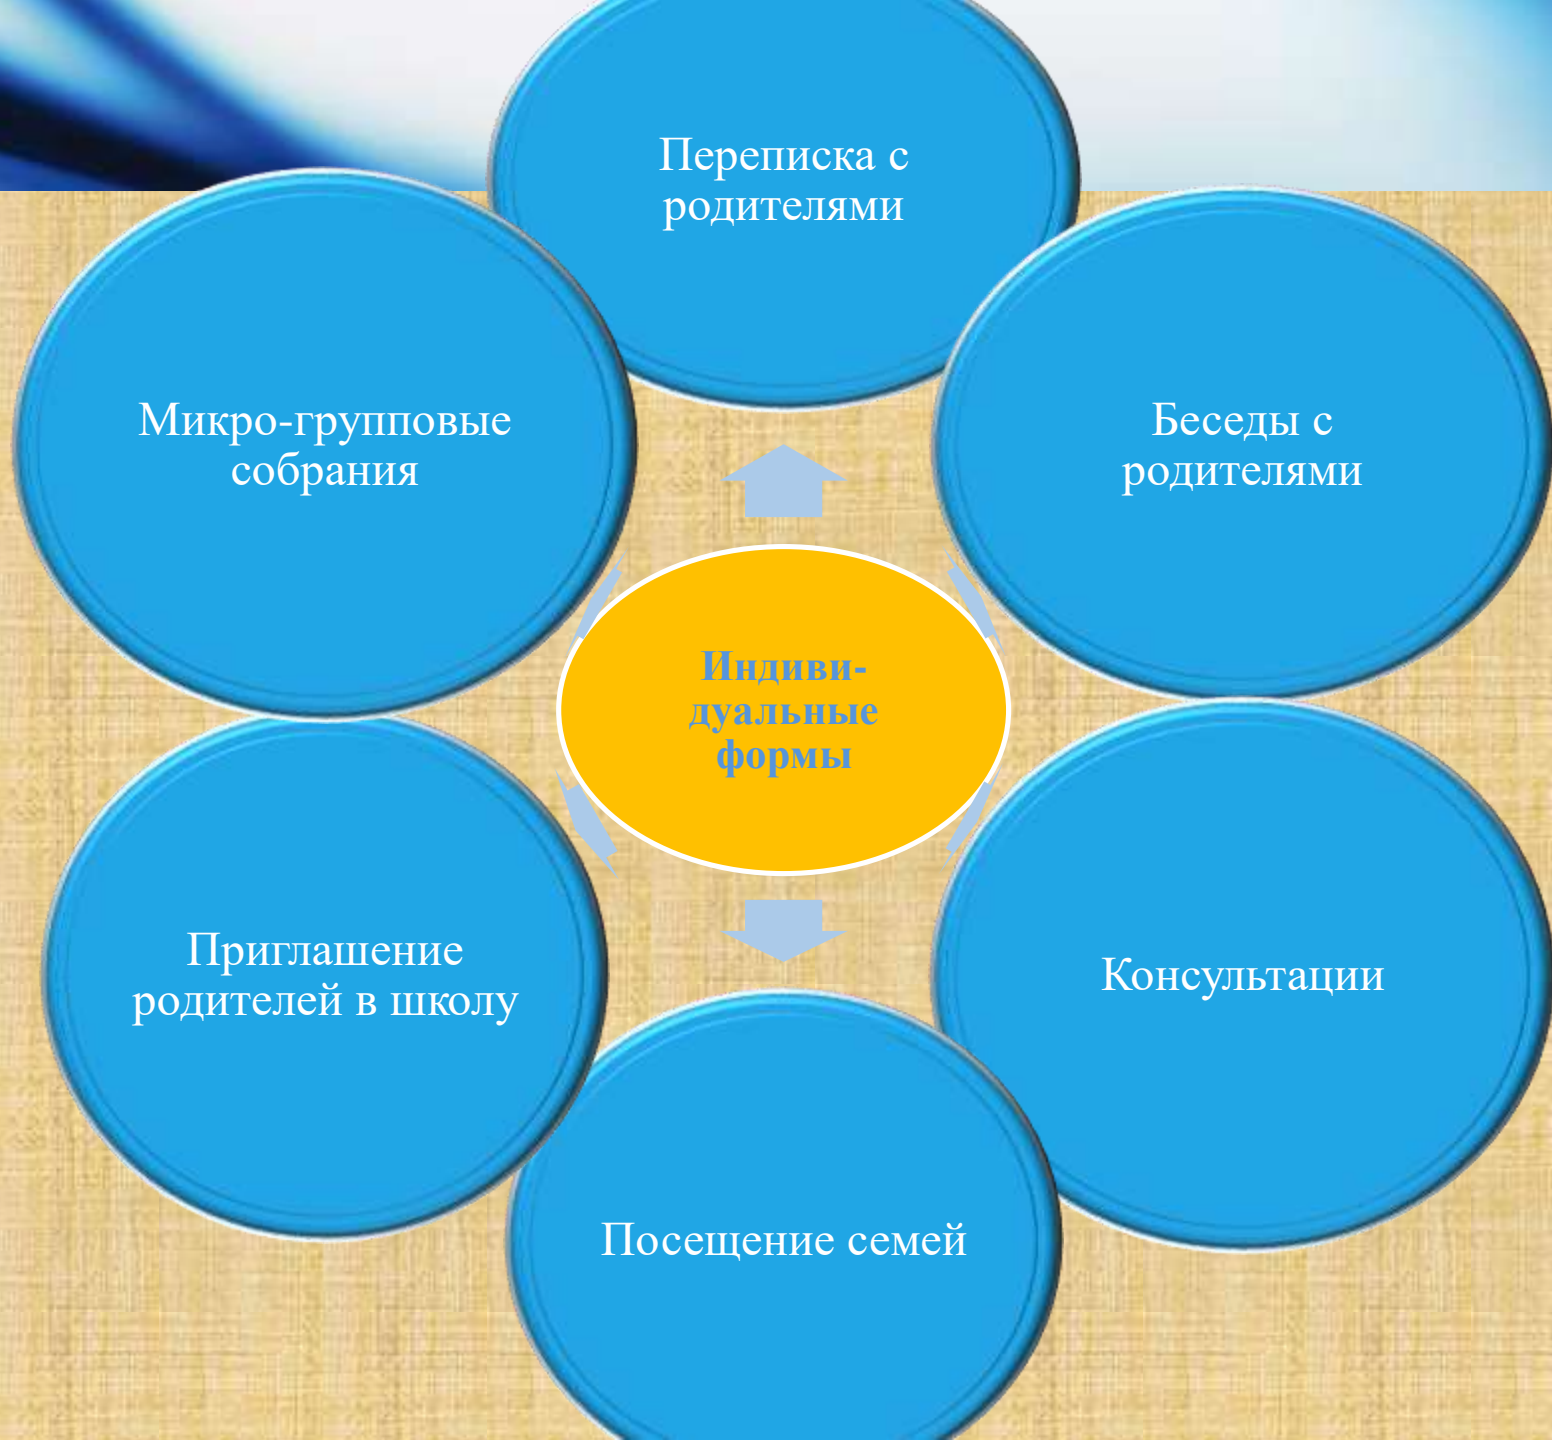 Переписка с
родителями
Микро-групповые
собрания
Беседы с
родителями
Индиви-
дуальные
формы
Приглашение
родителей в школу
Консультации
Посещение семей